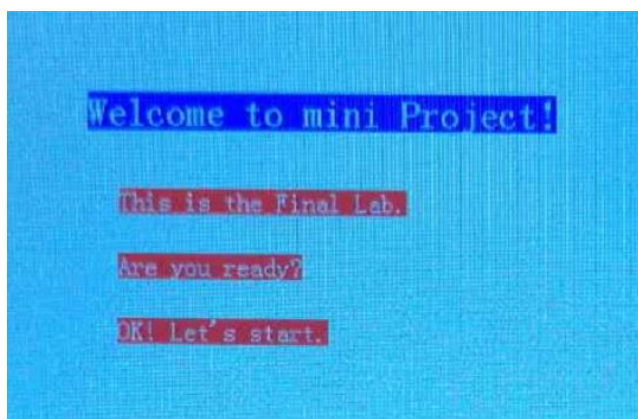 Welcome to mini Project!
This is the Final Lab.
Are you ready?
OK! Let's start.